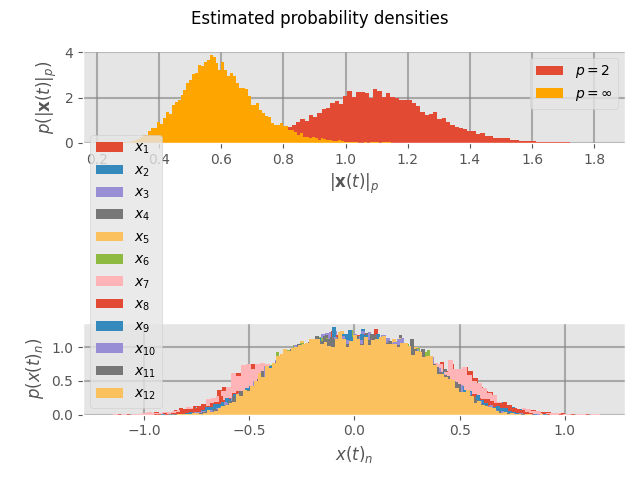 Estimated probability densities
p(|x(t)|ₚ)
4
2
0
p = 2
p = ∞
0.2 0.4 0.6 0.8 1.0 1.2 1.4 1.6 1.8
|x(t)|ₚ
x₁
x₂
x₃
x₄
x₅
x₆
x₇
x₈
x₉
x₁₀
x₁₁
x₁₂
p(x(t)ₙ)
1.0
0.5
0.0
−1.0 −0.5 0.0 0.5 1.0
x(t)ₙ